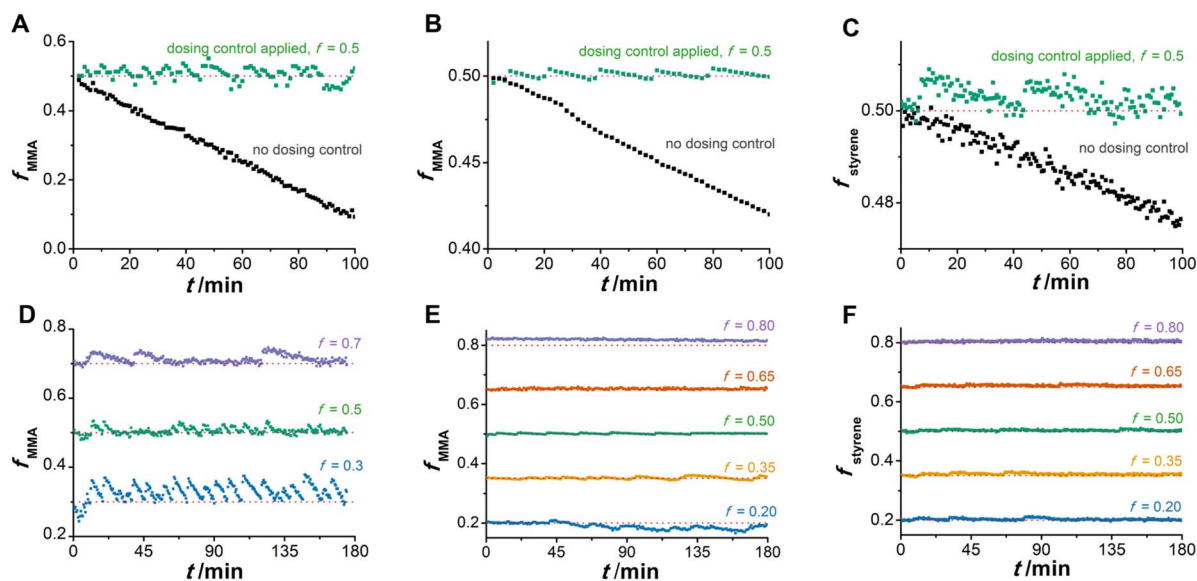 A
dosing control applied, f = 0.5
no dosing control
f MMA
0.6
0.4
0.2
0.0
0 20 40 60 80 100
t /min
B
dosing control applied, f = 0.5
no dosing control
f MMA
0.50
0.45
0.40
0 20 40 60 80 100
t /min
C
dosing control applied, f = 0.5
no dosing control
f styrene
0.50
0.48
0 20 40 60 80 100
t /min
D
f = 0.7
f = 0.5
f = 0.3
f MMA
0.8
0.6
0.4
0.2
0 45 90 135 180
t /min
E
f = 0.80
f = 0.65
f = 0.50
f = 0.35
f = 0.20
f MMA
0.8
0.6
0.4
0.2
0 45 90 135 180
t /min
F
f = 0.80
f = 0.65
f = 0.50
f = 0.35
f = 0.20
f styrene
0.8
0.6
0.4
0.2
0 45 90 135 180
t /min